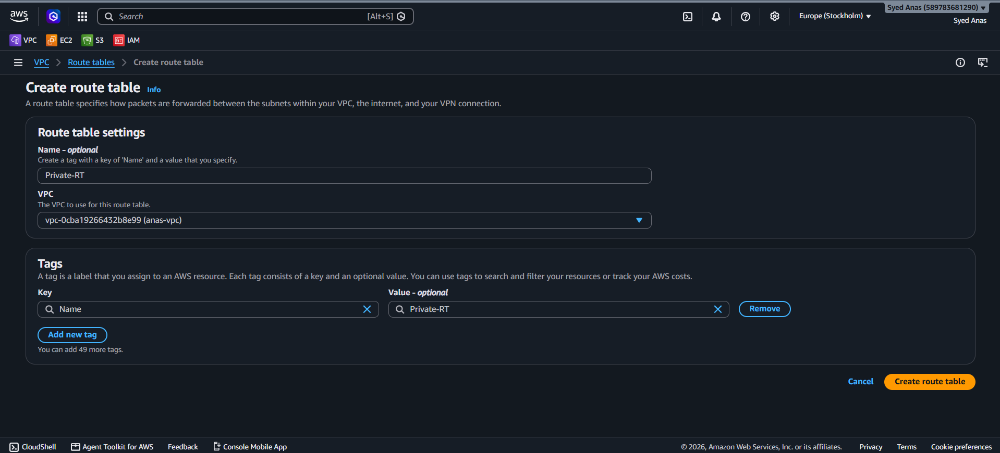 aws
Search [Alt+S]
Europe (Stockholm)
Syed Anas (589783681290)
Syed Anas
VPC EC2 S3 IAM
VPC Route tables Create route table
Create route table Info
A route table specifies how packets are forwarded between the subnets within your VPC, the internet, and your VPN connection.
Route table settings
Name - optional
Create a tag with a key of 'Name' and a value that you specify.
Private-RT
VPC
The VPC to use for this route table.
vpc-0cba19266432b8e99 (anas-vpc)
Tags
A tag is a label that you assign to an AWS resource. Each tag consists of a key and an optional value. You can use tags to search and filter your resources or track your AWS costs.
Key Value - optional
Name Private-RT Remove
Add new tag
You can add 49 more tags.
Cancel Create route table
CloudShell Agent Toolkit for AWS Feedback Console Mobile App © 2026, Amazon Web Services, Inc. or its affiliates. Privacy Terms Cookie preferences